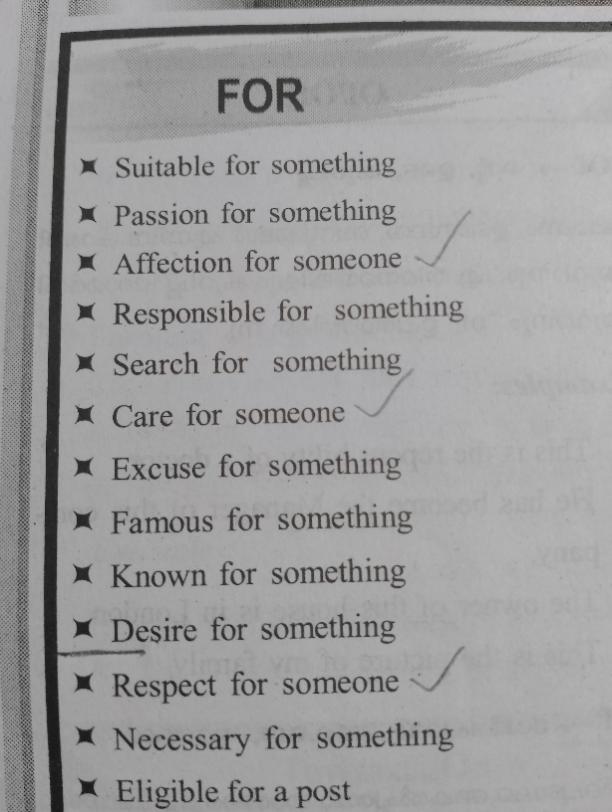 FOR
Suitable for something
Passion for something
Affection for someone
Responsible for something
Search for something
Care for someone
Excuse for something
Famous for something
Known for something
Desire for something
Respect for someone
Necessary for something
Eligible for a post